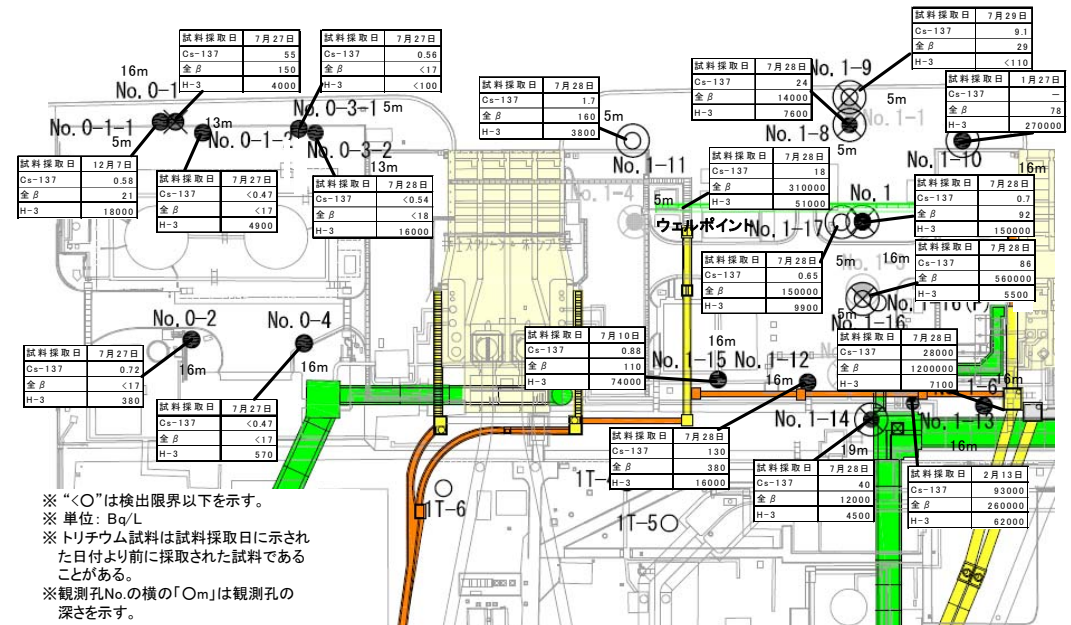 試料採取日 7月27日
Cs-137 55
全β 150
H-3 4000
試料採取日 7月27日
Cs-137 0.56
全β <17
H-3 <100
試料採取日 7月28日
Cs-137 1.7
全β 160
H-3 3800
試料採取日 7月28日
Cs-137 24
全β 14000
H-3 7600
試料採取日 7月29日
Cs-137 9.1
全β 29
H-3 <110
試料採取日 1月27日
Cs-137 —
全β 78
H-3 270000
16m
No. 0-1
No. 0-1-1
5m
13m
No. 0-1-2
No. 0-3-1
5m
No. 0-3-2
13m
5m
No. 1-11
No. 1-9
5m
No. 1-8
5m
No. 1-1
No. 1-10
16m
試料採取日 12月7日
Cs-137 0.58
全β 21
H-3 18000
試料採取日 7月27日
Cs-137 <0.47
全β <17
H-3 4900
試料採取日 7月28日
Cs-137 <0.54
全β <18
H-3 16000
試料採取日 7月28日
Cs-137 18
全β 310000
H-3 51000
試料採取日 7月28日
Cs-137 0.7
全β 92
H-3 150000
1-4
5m
ウェルポイント
No. 1-17
No. 1
5m
16m
試料採取日 7月28日
Cs-137 0.65
全β 150000
H-3 9900
試料採取日 7月28日
Cs-137 86
全β 560000
H-3 5500
5m
No. 1-16(P)
No. 1-16
No. 0-2
16m
No. 0-4
16m
試料採取日 7月27日
Cs-137 0.72
全β <17
H-3 380
試料採取日 7月27日
Cs-137 <0.47
全β <17
H-3 570
試料採取日 7月10日
Cs-137 0.88
全β 110
H-3 74000
16m
No. 1-15
No. 1-12
16m
試料採取日 7月28日
Cs-137 28000
全β 1200000
H-3 7100
1-6
16m
No. 1-14
19m
No. 1-13
16m
試料採取日 7月28日
Cs-137 130
全β 380
H-3 16000
試料採取日 7月28日
Cs-137 40
全β 12000
H-3 4500
試料採取日 2月13日
Cs-137 93000
全β 260000
H-3 62000
1T-6
1T-5
※ “<○”は検出限界以下を示す。
※ 単位: Bq/L
※ トリチウム試料は試料採取日に示され
た日付より前に採取された試料である
ことがある。
※観測孔No.の横の「○m」は観測孔の
深さを示す。